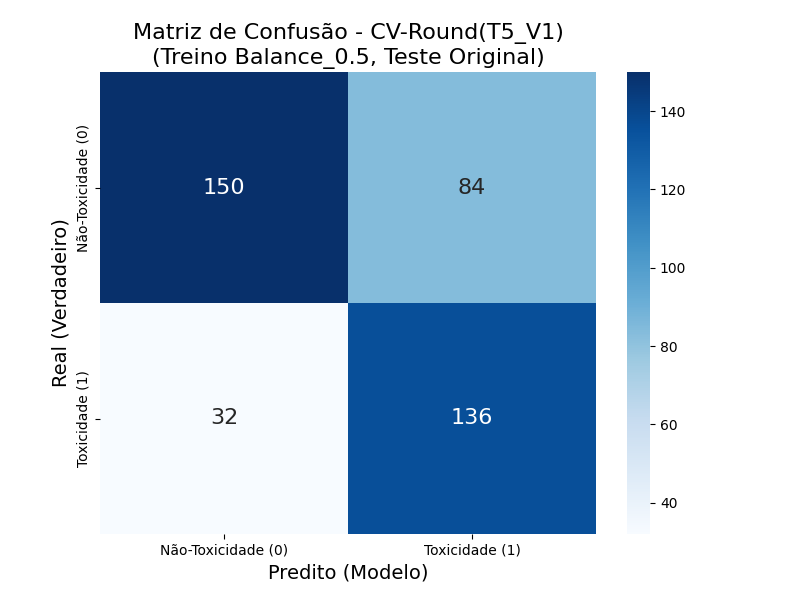 Matriz de Confusão - CV-Round(T5_V1)
(Treino Balance_0.5, Teste Original)
Real (Verdadeiro)
Não-Toxicidade (0)
150
84
Toxicidade (1)
32
136
Não-Toxicidade (0)
Toxicidade (1)
Predito (Modelo)
140
120
100
80
60
40